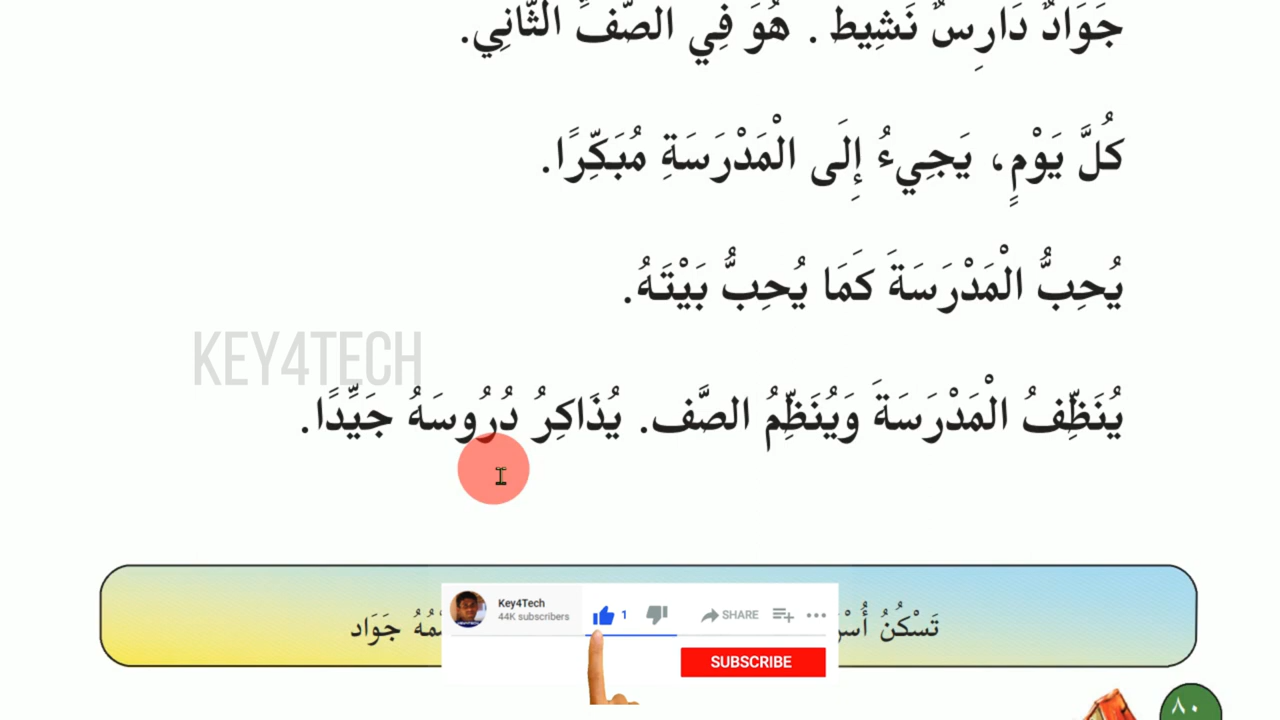 جَوَادٌ دَارِسٌ نَشِيطٌ . هُوَ فِي الصَّفِّ الثَّانِي.
كُلَّ يَوْمٍ، يَجِيءُ إِلَى الْمَدْرَسَةِ مُبَكِّرًا.
يُحِبُّ الْمَدْرَسَةَ كَمَا يُحِبُّ بَيْتَهُ.
KEY4TECH
يُنَظِّفُ الْمَدْرَسَةَ وَيُنَظِّمُ الصَّف. يُذَاكِرُ دُرُوسَهُ جَيِّدًا.
تَسْكُنُ جَوَاد
Key4Tech
44K subscribers
1
SHARE
SUBSCRIBE
٨٠